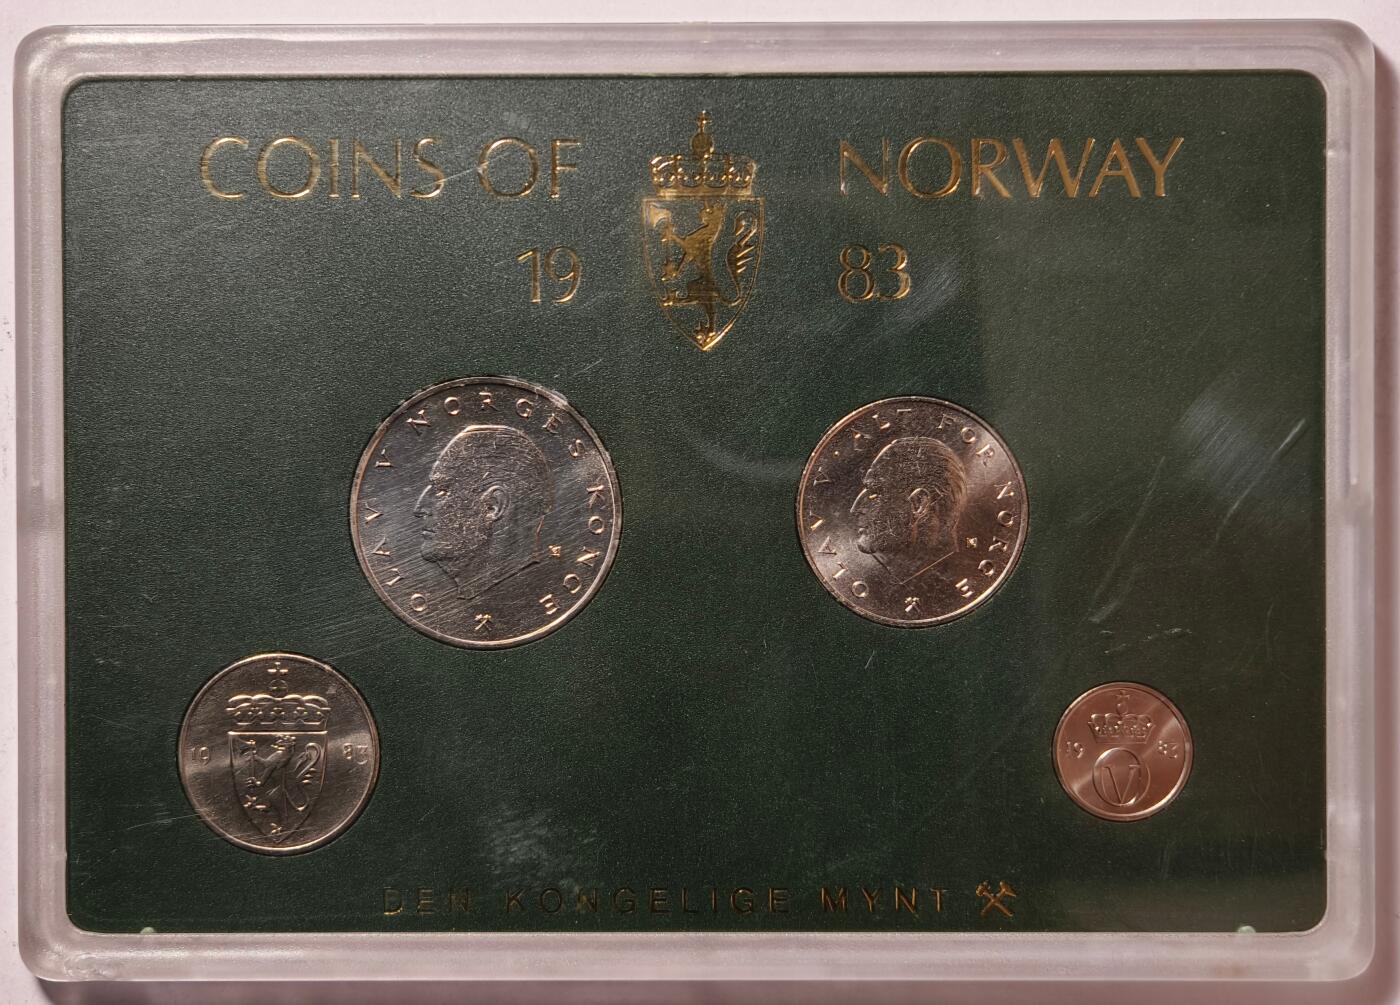 COINS OF NORWAY
19 83
OLAV V NORGES KONGE
OLAV V · ALT FOR NORGE
19 83
19 83
V
DEN KONGELIGE MYNT